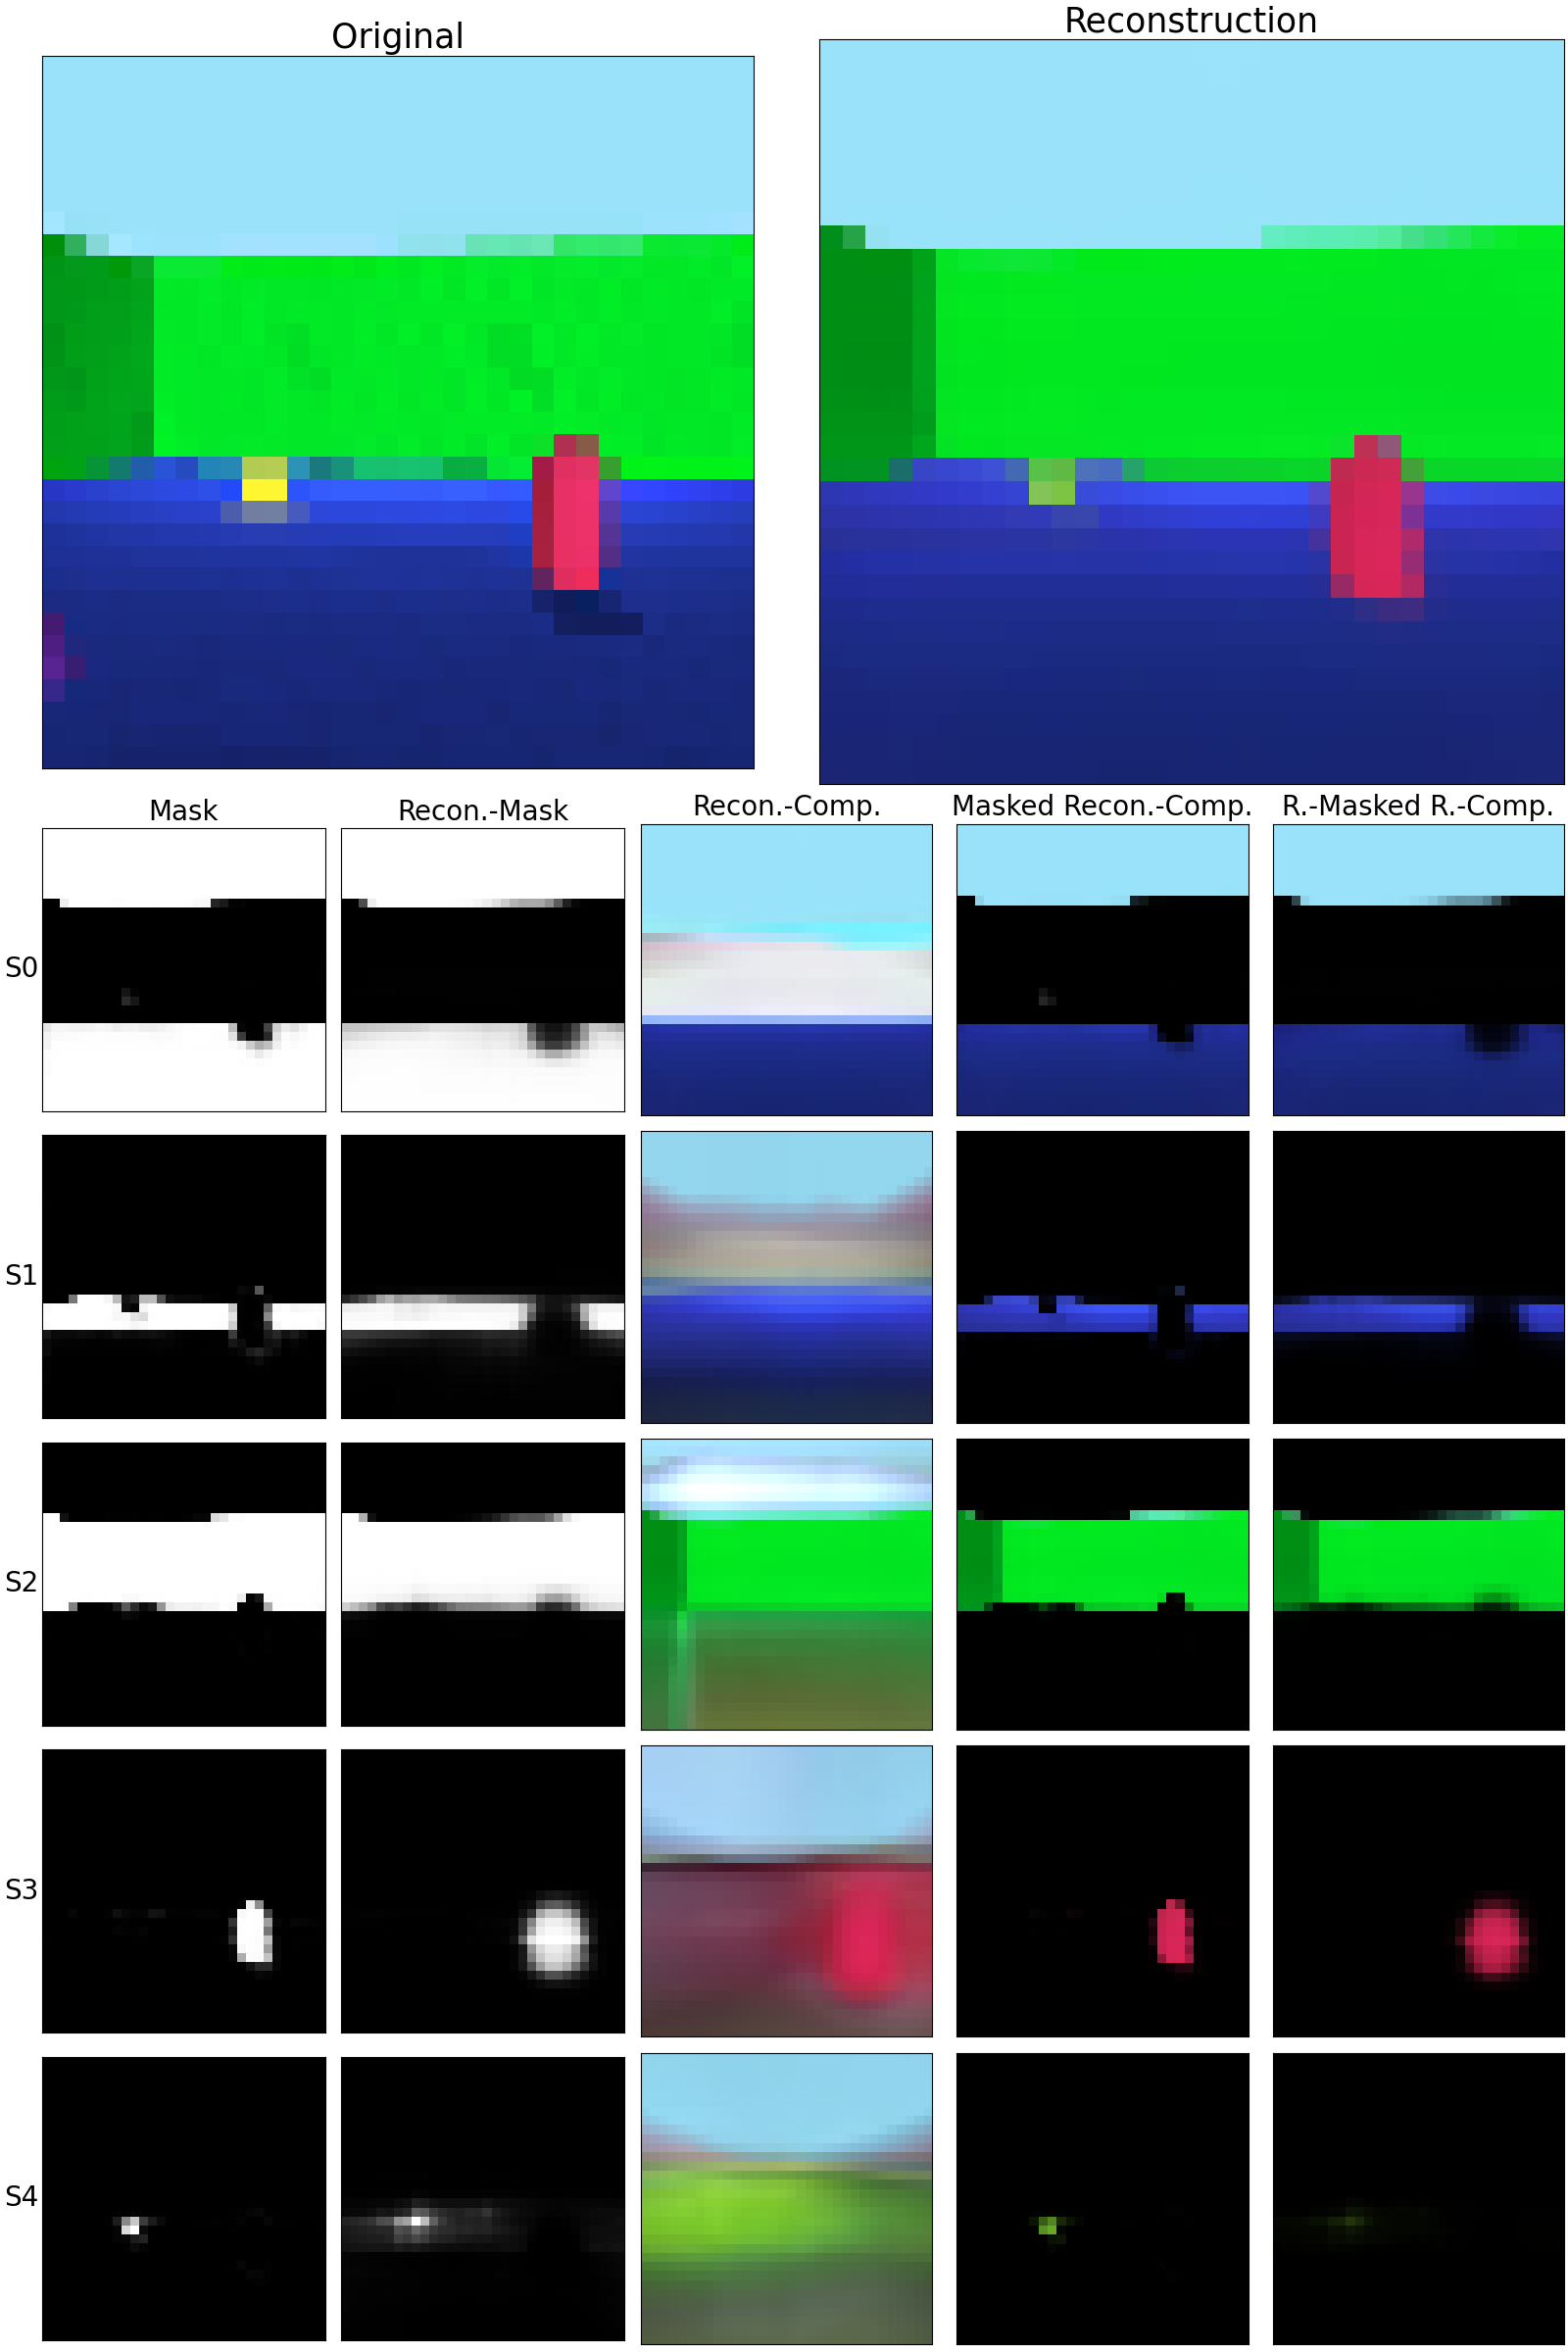 Original
Reconstruction
Mask
Recon.-Mask
Recon.-Comp.
Masked Recon.-Comp.
R.-Masked R.-Comp.
S0
S1
S2
S3
S4